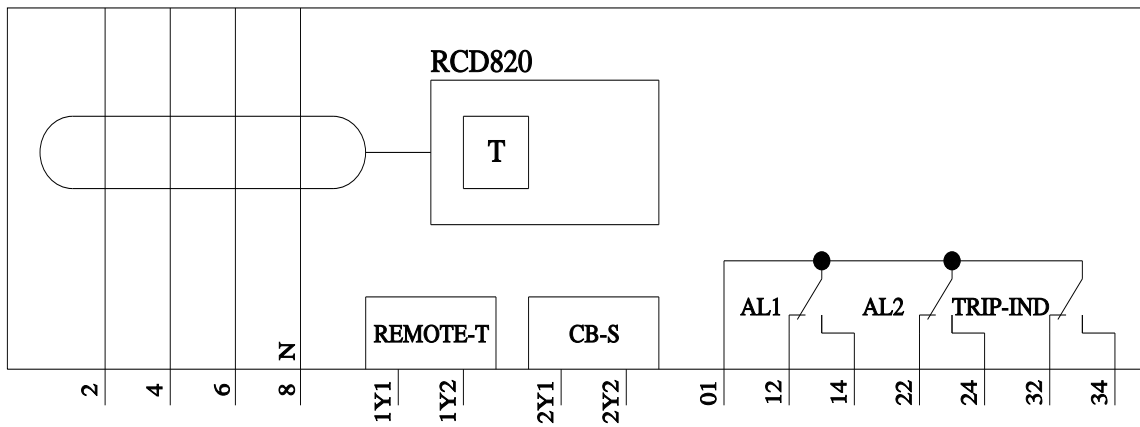 RCD820
T
AL1
AL2
TRIP-IND
REMOTE-T
CB-S
N
2
4
6
8
1Y1
1Y2
2Y1
2Y2
01
12
14
22
24
32
34